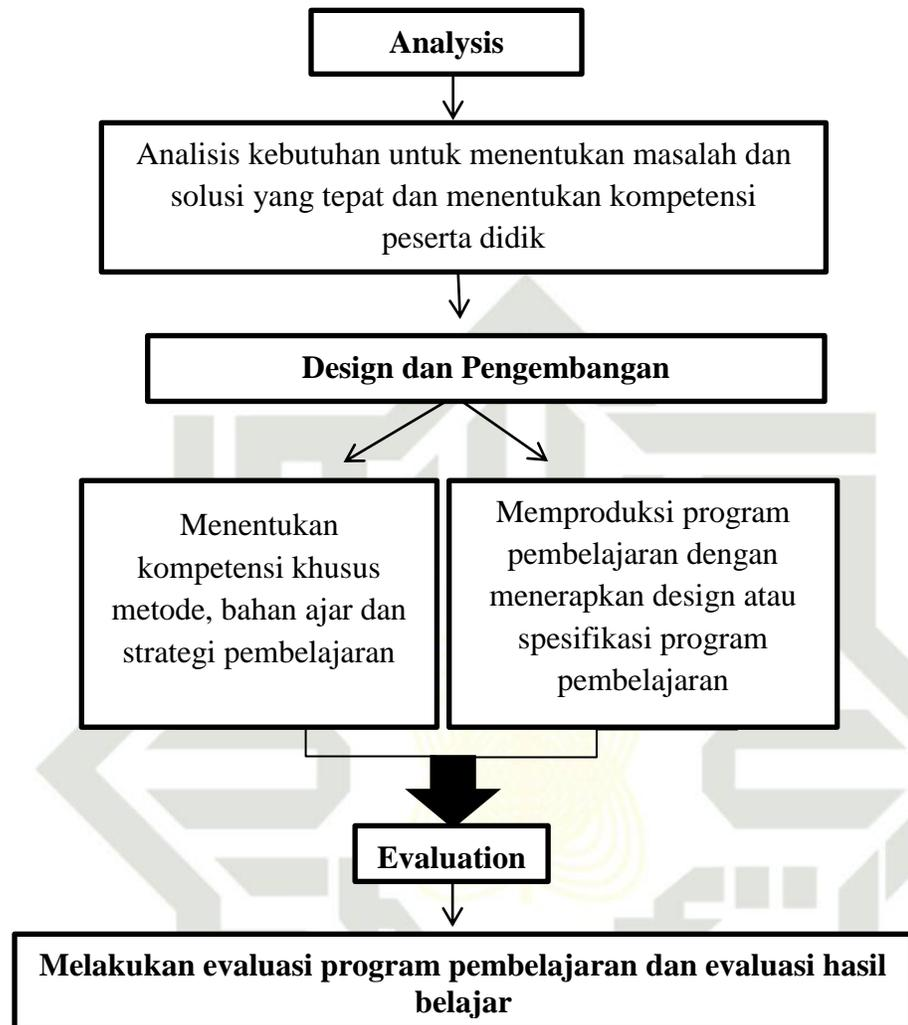 Analysis
Analisis kebutuhan untuk menentukan masalah dan
solusi yang tepat dan menentukan kompetensi
peserta didik
Design dan Pengembangan
Menentukan
kompetensi khusus
metode, bahan ajar dan
strategi pembelajaran
Memproduksi program
pembelajaran dengan
menerapkan design atau
spesifikasi program
pembelajaran
Evaluation
Melakukan evaluasi program pembelajaran dan evaluasi hasil
belajar